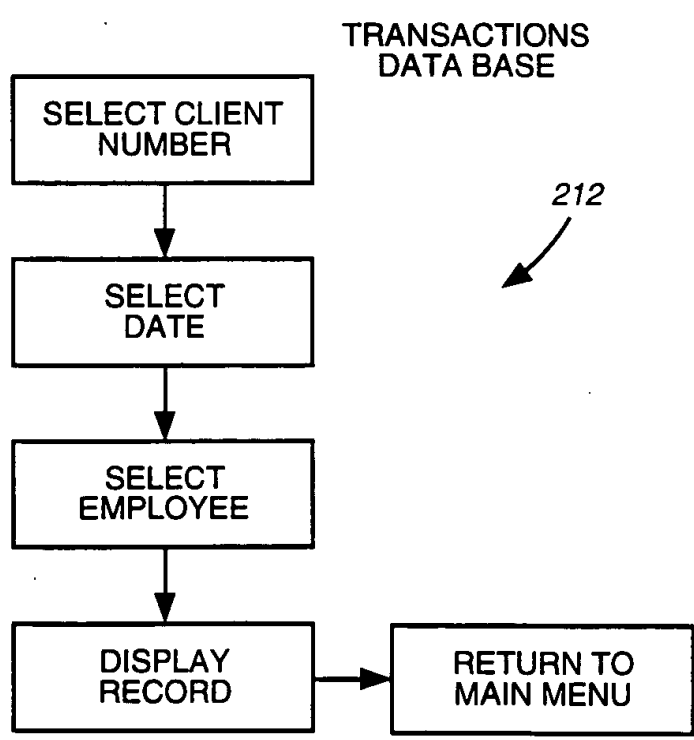 TRANSACTIONS
DATA BASE
SELECT CLIENT
NUMBER
212
SELECT
DATE
SELECT
EMPLOYEE
DISPLAY
RECORD
RETURN TO
MAIN MENU